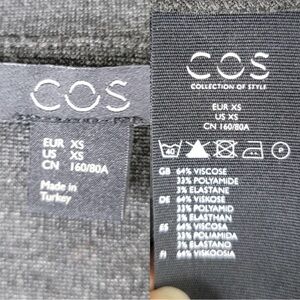 COS
EUR XS
US XS
CN 160/80A
Made in
Turkey
COS
COLLECTION OF STYLE
EUR XS
US XS
CN 160/80A
40
GB 64% VISCOSE
33% POLYAMIDE
3% ELASTANE
DE 64% VISKOSE
33% POLYAMID
3% ELASTHAN
ES 64% VISCOSA
33% POLIAMIDA
3% ELASTANO
FI 64% VISKOOSIA